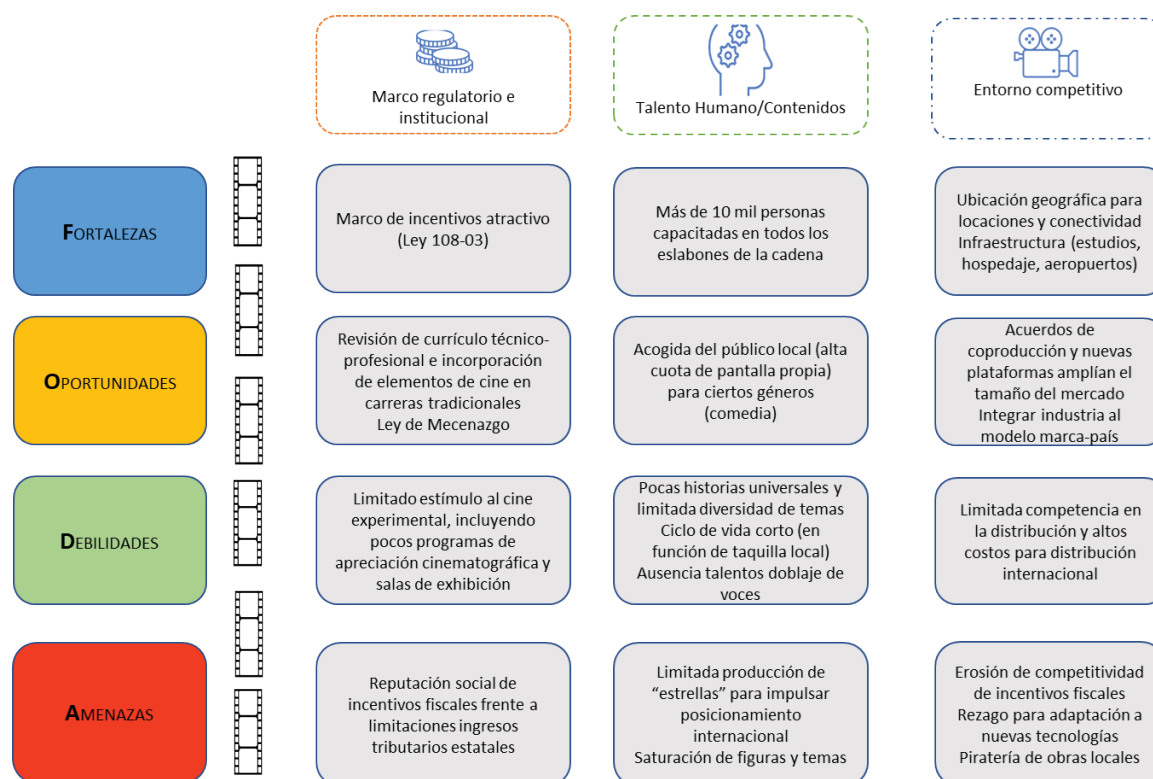 Marco regulatorio e
institucional
Talento Humano/Contenidos
Entorno competitivo
FORTALEZAS
Marco de incentivos atractivo
(Ley 108-03)
Más de 10 mil personas
capacitadas en todos los
eslabones de la cadena
Ubicación geográfica para
locaciones y conectividad
Infraestructura (estudios,
hospedaje, aeropuertos)
OPORTUNIDADES
Revisión de currículo técnico-
profesional e incorporación
de elementos de cine en
carreras tradicionales
Ley de Mecenazgo
Acogida del público local (alta
cuota de pantalla propia)
para ciertos géneros
(comedia)
Acuerdos de
coproducción y nuevas
plataformas amplían el
tamaño del mercado
Integrar industria al
modelo marca-país
DEBILIDADES
Limitado estímulo al cine
experimental, incluyendo
pocos programas de
apreciación cinematográfica y
salas de exhibición
Pocas historias universales y
limitada diversidad de temas
Ciclo de vida corto (en
función de taquilla local)
Ausencia talentos doblaje de
voces
Limitada competencia en
la distribución y altos
costos para distribución
internacional
AMENAZAS
Reputación social de
incentivos fiscales frente a
limitaciones ingresos
tributarios estatales
Limitada producción de
“estrellas” para impulsar
posicionamiento
internacional
Saturación de figuras y temas
Erosión de competitividad
de incentivos fiscales
Rezago para adaptación a
nuevas tecnologías
Piratería de obras locales